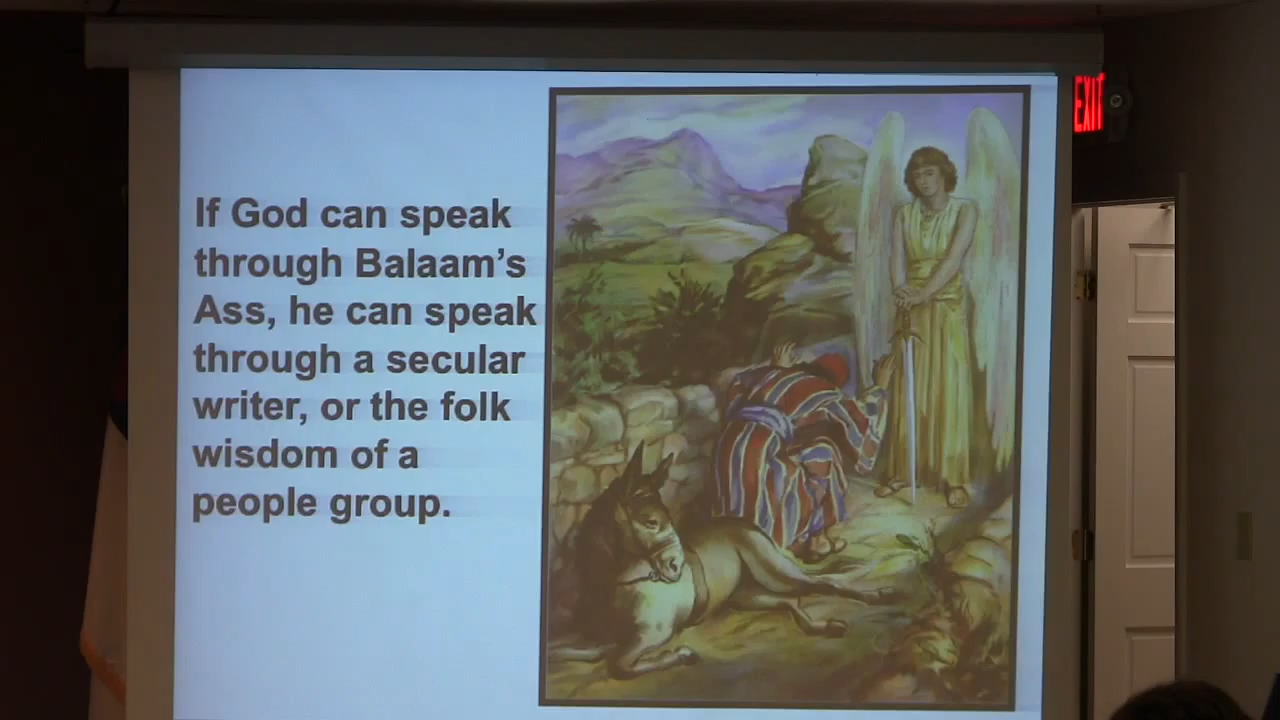 If God can speak
through Balaam's
Ass, he can speak
through a secular
writer, or the folk
wisdom of a
people group.
EXIT